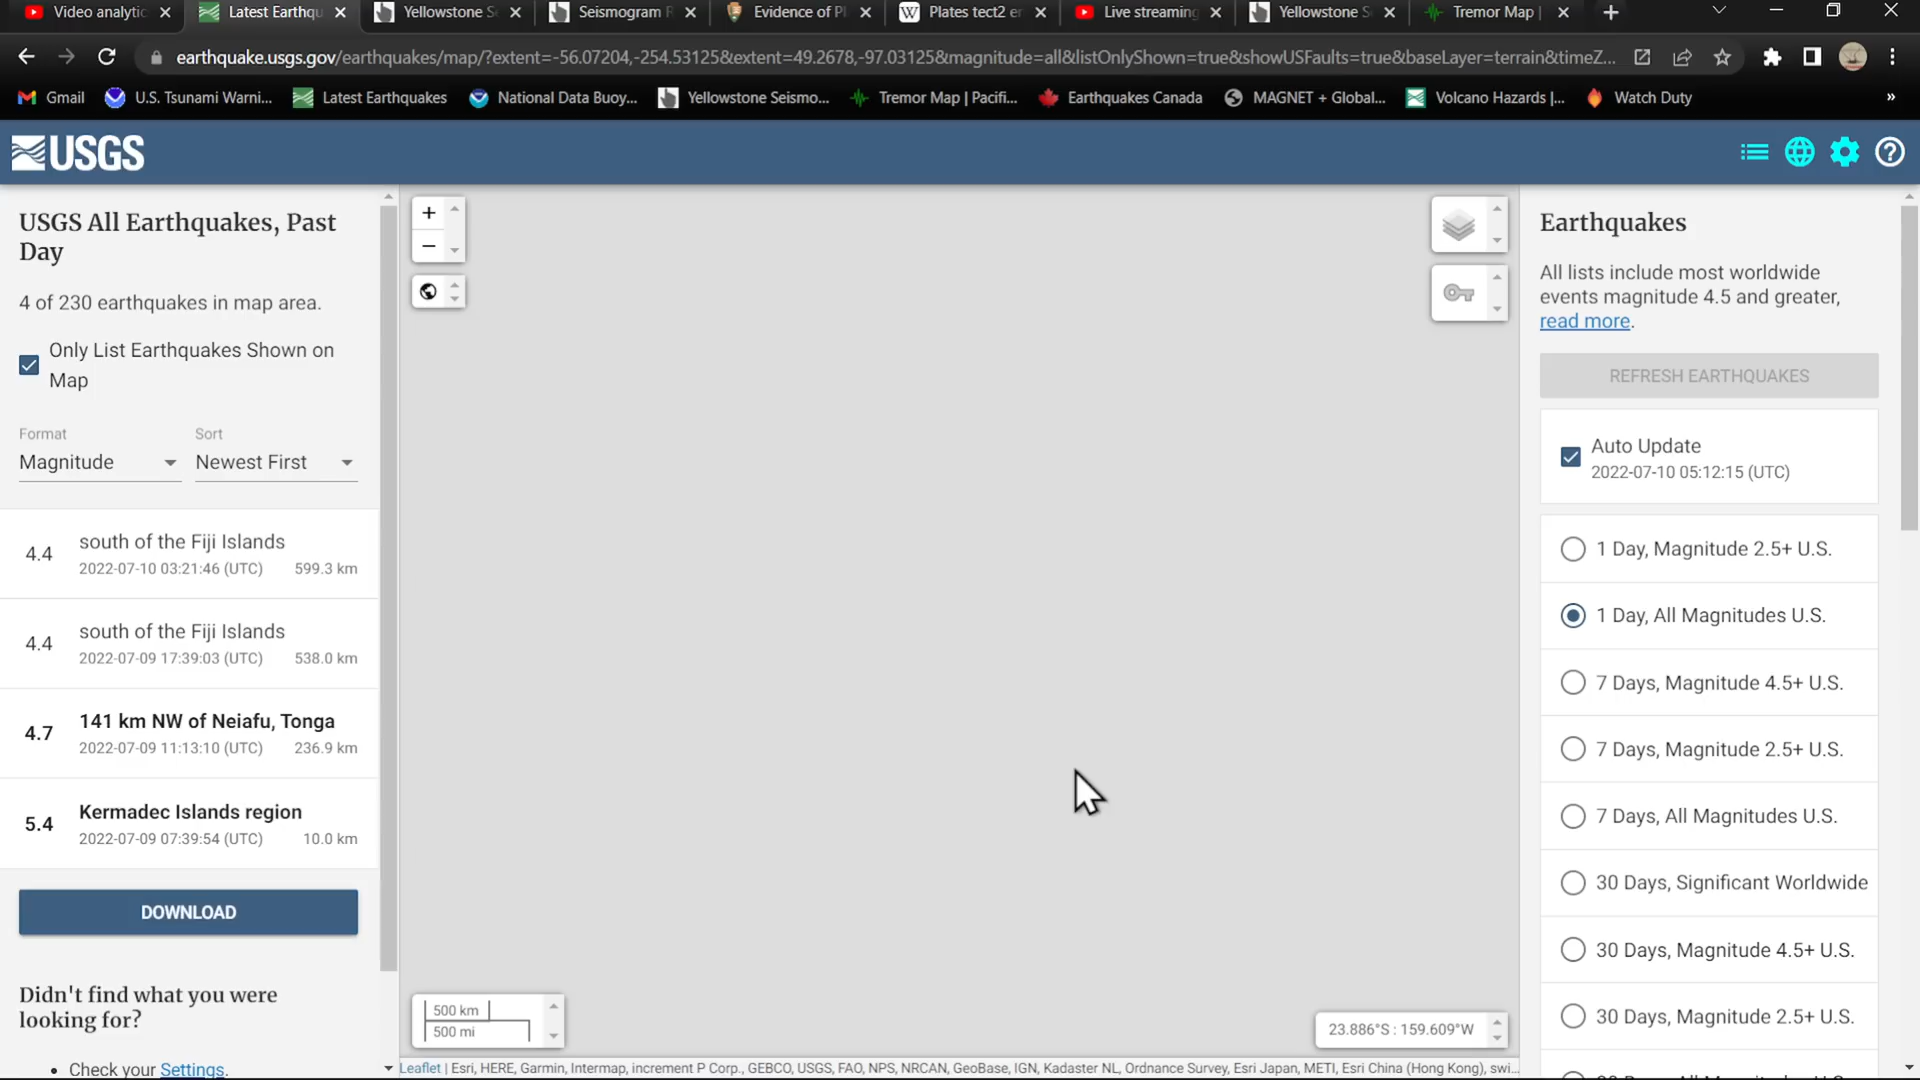 Video analytic
Latest Earthqu
Yellowstone S
Seismogram R
Evidence of Pl
Plates tect2 en
Live streaming
Yellowstone S
Tremor Map |
earthquake.usgs.gov/earthquakes/map/?extent=-56.07204,-254.53125&extent=49.2678,-97.03125&magnitude=all&listOnlyShown=true&showUSFaults=true&baseLayer=terrain&timeZ...
Gmail
U.S. Tsunami Warni...
Latest Earthquakes
National Data Buoy...
Yellowstone Seismo...
Tremor Map | Pacifi...
Earthquakes Canada
MAGNET + Global...
Volcano Hazards |...
Watch Duty
»
USGS
USGS All Earthquakes, Past
Day
4 of 230 earthquakes in map area.
Only List Earthquakes Shown on
Map
Format
Magnitude
Sort
Newest First
4.4
south of the Fiji Islands
2022-07-10 03:21:46 (UTC) 599.3 km
4.4
south of the Fiji Islands
2022-07-09 17:39:03 (UTC) 538.0 km
4.7
141 km NW of Neiafu, Tonga
2022-07-09 11:13:10 (UTC) 236.9 km
5.4
Kermadec Islands region
2022-07-09 07:39:54 (UTC) 10.0 km
DOWNLOAD
Didn't find what you were
looking for?
• Check your Settings.
+
−
500 km
500 mi
23.886°S : 159.609°W
Leaflet | Esri, HERE, Garmin, Intermap, increment P Corp., GEBCO, USGS, FAO, NPS, NRCAN, GeoBase, IGN, Kadaster NL, Ordnance Survey, Esri Japan, METI, Esri China (Hong Kong), swi...
Earthquakes
All lists include most worldwide
events magnitude 4.5 and greater,
read more.
REFRESH EARTHQUAKES
Auto Update
2022-07-10 05:12:15 (UTC)
1 Day, Magnitude 2.5+ U.S.
1 Day, All Magnitudes U.S.
7 Days, Magnitude 4.5+ U.S.
7 Days, Magnitude 2.5+ U.S.
7 Days, All Magnitudes U.S.
30 Days, Significant Worldwide
30 Days, Magnitude 4.5+ U.S.
30 Days, Magnitude 2.5+ U.S.